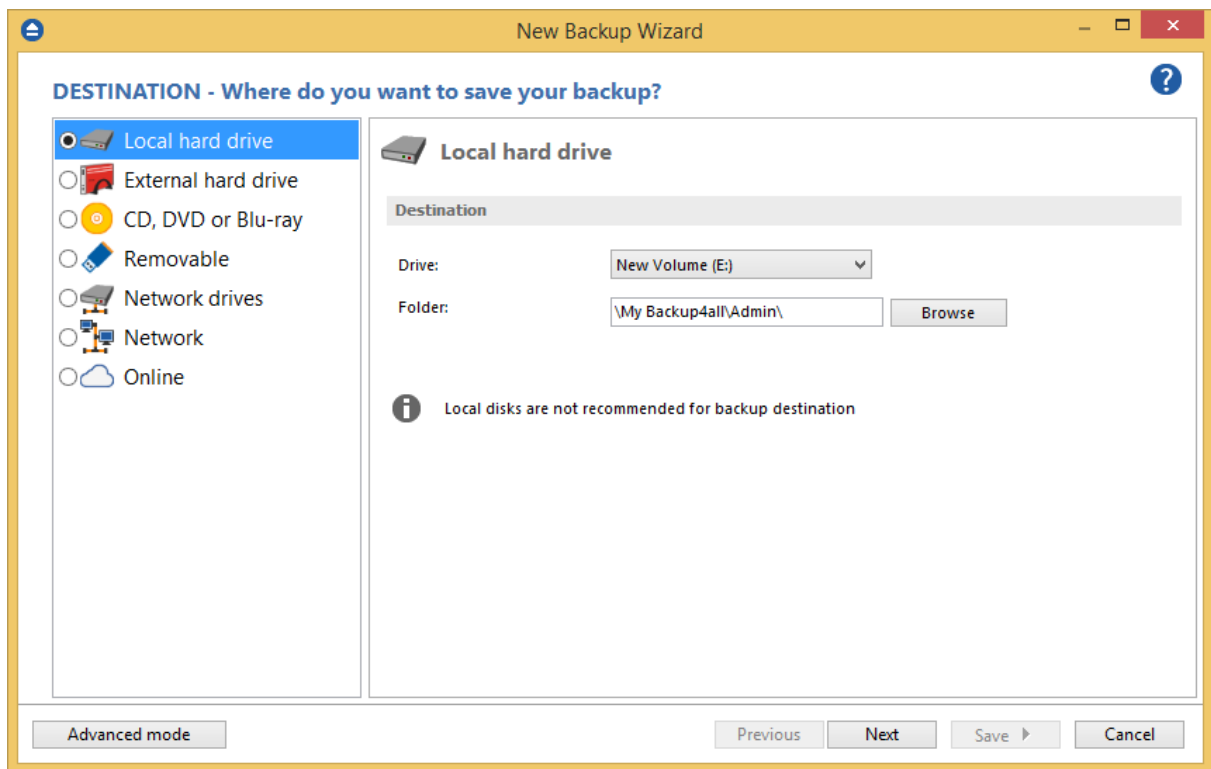 New Backup Wizard
DESTINATION - Where do you want to save your backup?
?
Local hard drive
External hard drive
CD, DVD or Blu-ray
Removable
Network drives
Network
Online
Local hard drive
Destination
Drive: New Volume (E:)
Folder: \My Backup4all\Admin\ Browse
Local disks are not recommended for backup destination
Advanced mode Previous Next Save Cancel